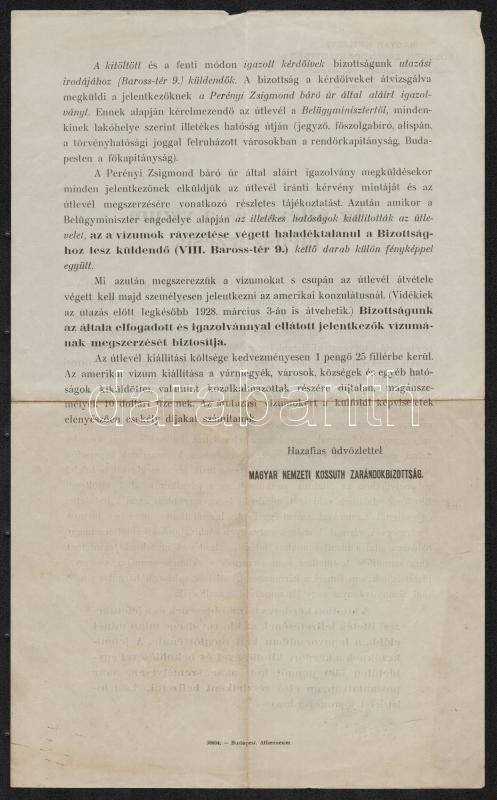 A kitöltött és a fenti módon igazolt kérdőívek bizottságunk utazási
irodájához (Baross-tér 9.) küldendők. A bizottság a kérdőíveket átvizsgálva
megküldi a jelentkezőknek a Perényi Zsigmond báró úr által aláírt igazol-
ványt. Ennek alapján kérelmezendő az útlevél a Belügyminisztertől, minden-
kinek lakóhelye szerint illetékes hatóság útján (jegyző, főszolgabíró, alispán,
a törvényhatósági joggal felruházott városokban a rendőrkapitányság, Buda-
pesten a főkapitányság).
A Perényi Zsigmond báró úr által aláírt igazolvány megküldésekor
minden jelentkezőnek elküldjük az útlevél iránti kérvény mintáját és az
útlevél megszerzésére vonatkozó részletes tájékoztatást. Azután amikor a
Belügyminiszter engedélye alapján az illetékes hatóságok kiállították az útle-
velet, az a vízumok rávezetése végett haladéktalanul a Bizottság-
hoz lesz küldendő (VIII. Baross-tér 9.) kettő darab külön fényképpel
együtt.
Mi azután megszerezzük a vízumokat s csupán az útlevél átvétele
végett kell majd személyesen jelentkezni az amerikai konzulátusnál. (Vidékiek
az utazás előtt legkésőbb 1928. március 3-án is átvehetik.) Bizottságunk
az általa elfogadott és igazolvánnyal ellátott jelentkezők vízumá-
nak megszerzését biztosítja.
Az útlevél kiállítási költsége kedvezményesen 1 pengő 25 fillérbe kerül.
Az amerikai vízum kiállítása a vármegyék, városok, községek és egyéb ható-
ságok kiküldöttei, valamint közalkalmazottak részére díjtalan, magánsze-
mélyek 10 dollárt fizetnek. Az átutazási vízumokért a külföldi képviseletek
elenyészően csekély díjakat számítanak.
Hazafias üdvözlettel
MAGYAR NEMZETI KOSSUTH ZARÁNDOKBIZOTTSÁG.
darabanth
— Budapest, Athenaeum